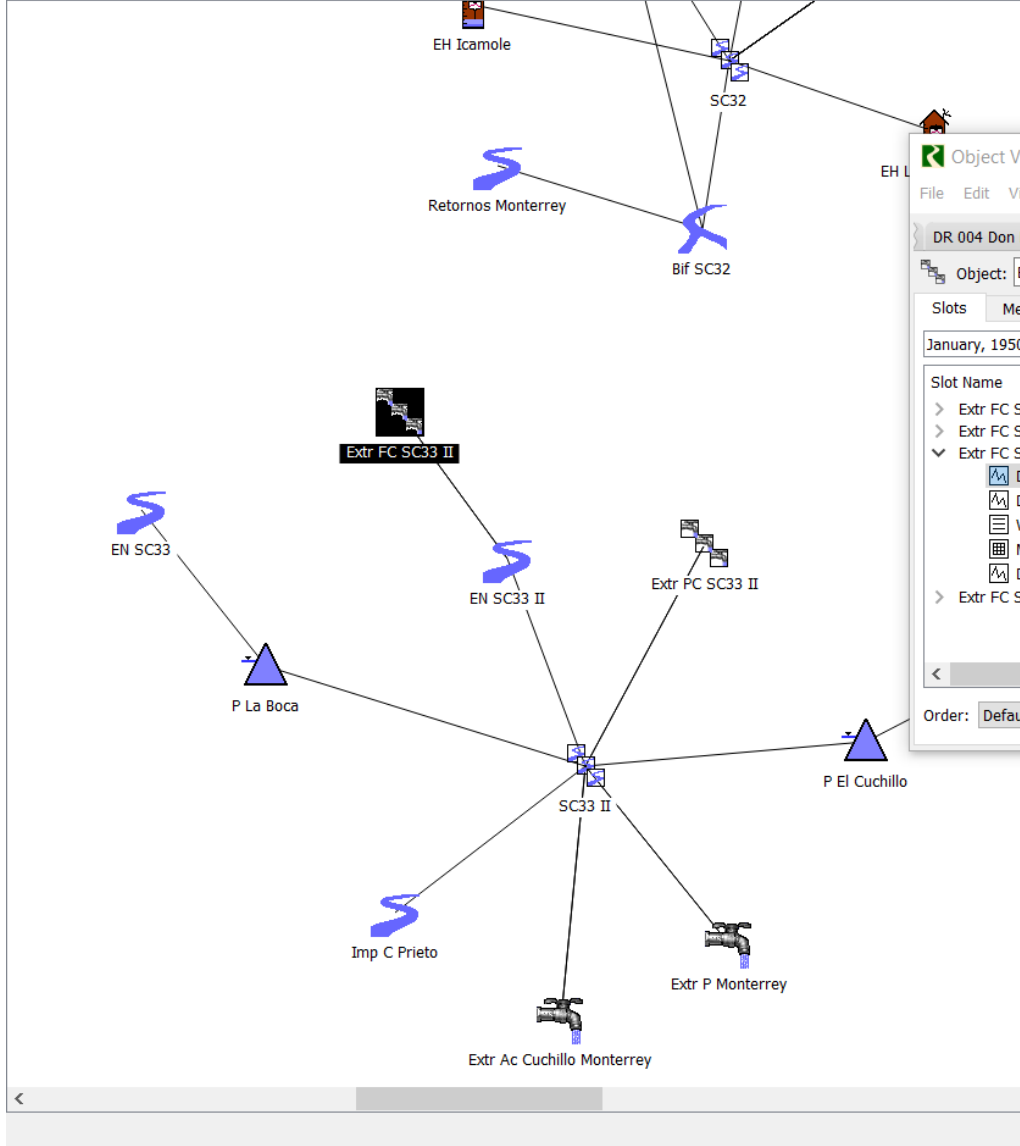 EH Icamole
SC32
EH
Retornos Monterrey
Bif SC32
Extr FC SC33 II
EN SC33
EN SC33 II
Extr PC SC33 II
P La Boca
SC33 II
P El Cuchillo
Imp C Prieto
Extr P Monterrey
Extr Ac Cuchillo Monterrey
Object
File Edit
DR 004 Don
Object:
Slots
January, 1950
Slot Name
Extr FC
Extr FC
Extr FC
Extr FC
Order: